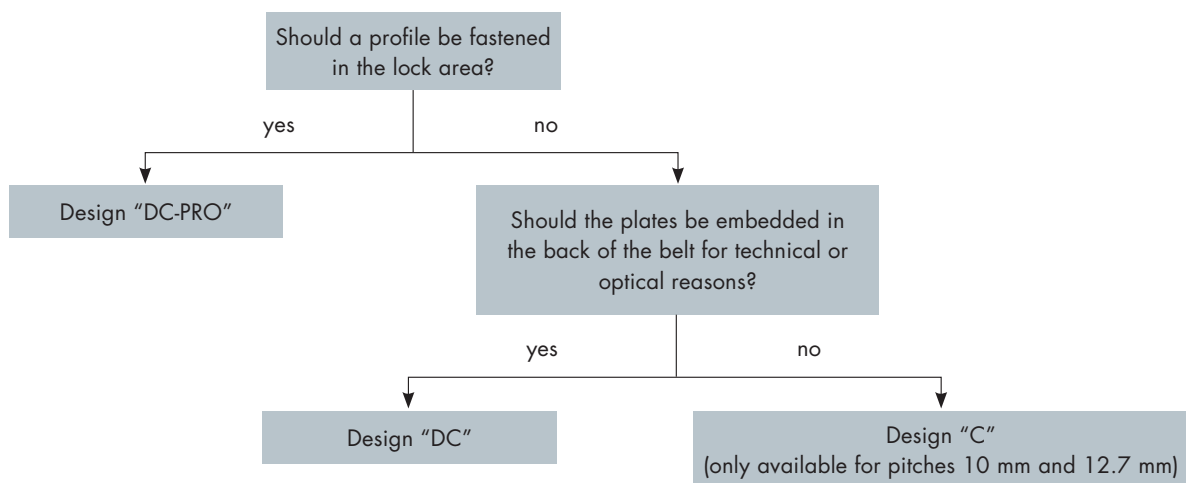 Should a profile be fastened
in the lock area?
yes
no
Design “DC-PRO”
Should the plates be embedded in
the back of the belt for technical or
optical reasons?
yes
no
Design “DC”
Design “C”
(only available for pitches 10 mm and 12.7 mm)